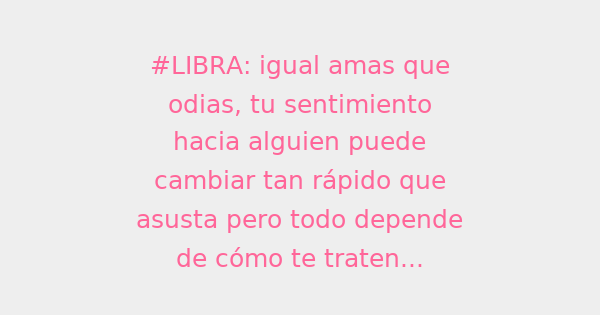 #LIBRA: igual amas que
odias, tu sentimiento
hacia alguien puede
cambiar tan rápido que
asusta pero todo depende
de cómo te traten...